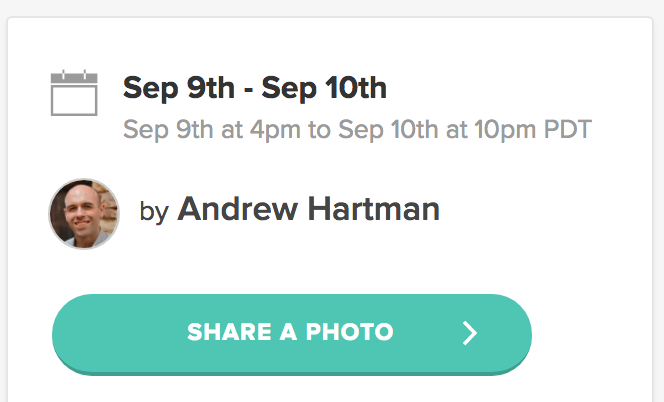 Sep 9th - Sep 10th
Sep 9th at 4pm to Sep 10th at 10pm PDT
by Andrew Hartman
SHARE A PHOTO